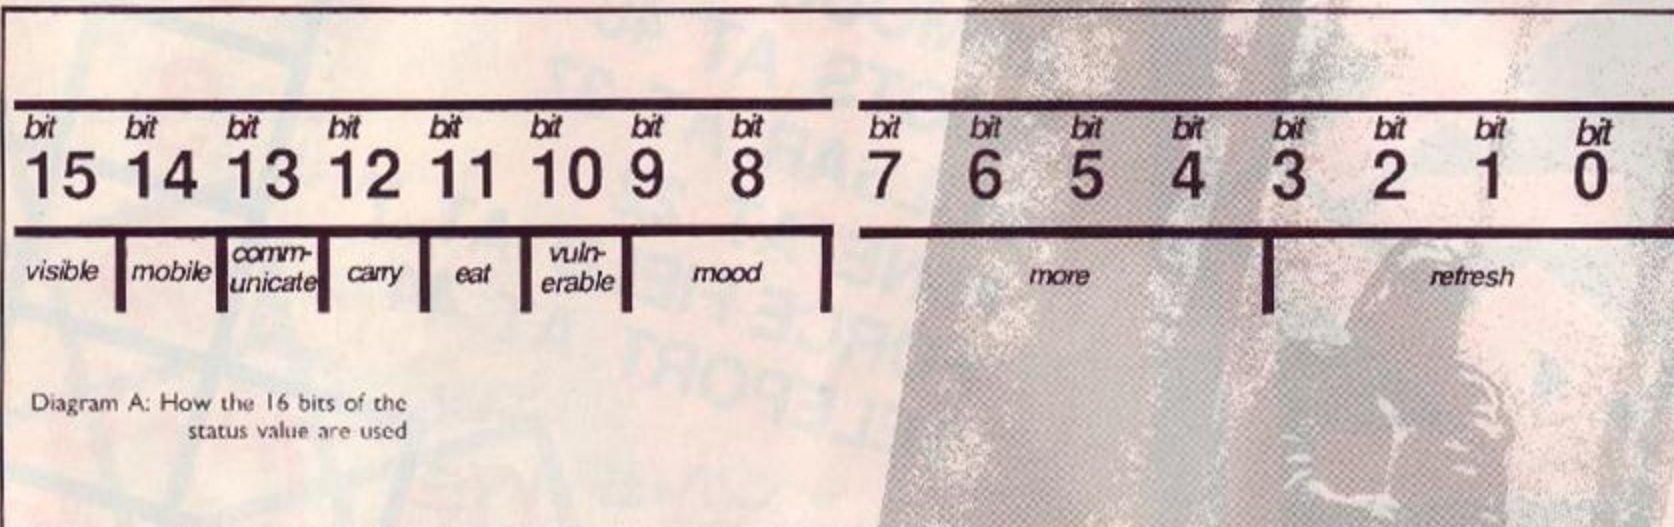 bit bit bit bit bit bit bit bit bit bit bit bit bit bit bit bit
15 14 13 12 11 10 9 8 7 6 5 4 3 2 1 0
visible mobile comm- carry eat vuln- mood more refresh
unicate erable
Diagram A: How the 16 bits of the
status value are used